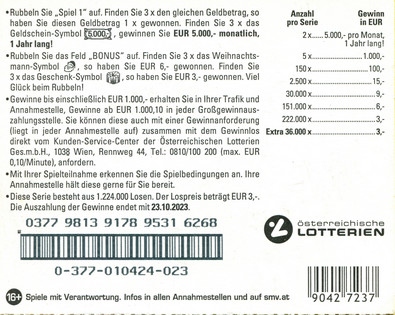 •Rubbeln Sie „Spiel 1" auf. Finden Sie 3 x den gleichen Geldbetrag, so
haben Sie diesen Geldbetrag 1 x gewonnen. Finden Sie 3 x das
Geldschein-Symbol 5.000,-, gewinnen Sie EUR 5.000,- monatlich,
1 Jahr lang!
•Rubbeln Sie das Feld „BONUS" auf. Finden Sie 3 x das Weihnachts-
mann-Symbol , so haben Sie EUR 6,- gewonnen. Finden Sie
3 x das Geschenk-Symbol , so haben Sie EUR 3,- gewonnen. Viel
Glück beim Rubbeln!
•Gewinne bis einschließlich EUR 1.000,- erhalten Sie in Ihrer Trafik und
Annahmestelle, Gewinne ab EUR 1.000,10 in jeder Großgewinnaus-
zahlungsstelle. Sie können diese auch mit einer Gewinnanforderung
(liegt in jeder Annahmestelle auf) zusammen mit dem Gewinnlos
direkt vom Kunden-Service-Center der Österreichischen Lotterien
Ges.m.b.H., 1038 Wien, Rennweg 44, Tel.: 0810/100 200 (max. EUR
0,10/Minute), anfordern.
•Mit Ihrer Spielteilnahme erkennen Sie die Spielbedingungen an. Ihre
Annahmestelle hält diese gerne für Sie bereit.
•Diese Serie besteht aus 1.224.000 Losen. Der Lospreis beträgt EUR 3,-.
Die Auszahlung der Gewinne endet mit 23.10.2023.
0377 9813 9178 9531 6268
0-377-010424-023
16+ Spiele mit Verantwortung. Infos in allen Annahmestellen und auf smv.at
Anzahl Gewinn
pro Serie in EUR
2 x.....5.000,- pro Monat,
1 Jahr lang!
5 x.....1.000,-
150 x.....100,-
2.500 x.....15,-
30.000 x.....9,-
151.000 x.....6,-
222.000 x.....3,-
Extra 36.000 x.....3,-
österreichische
LOTTERIEN
9042 7237